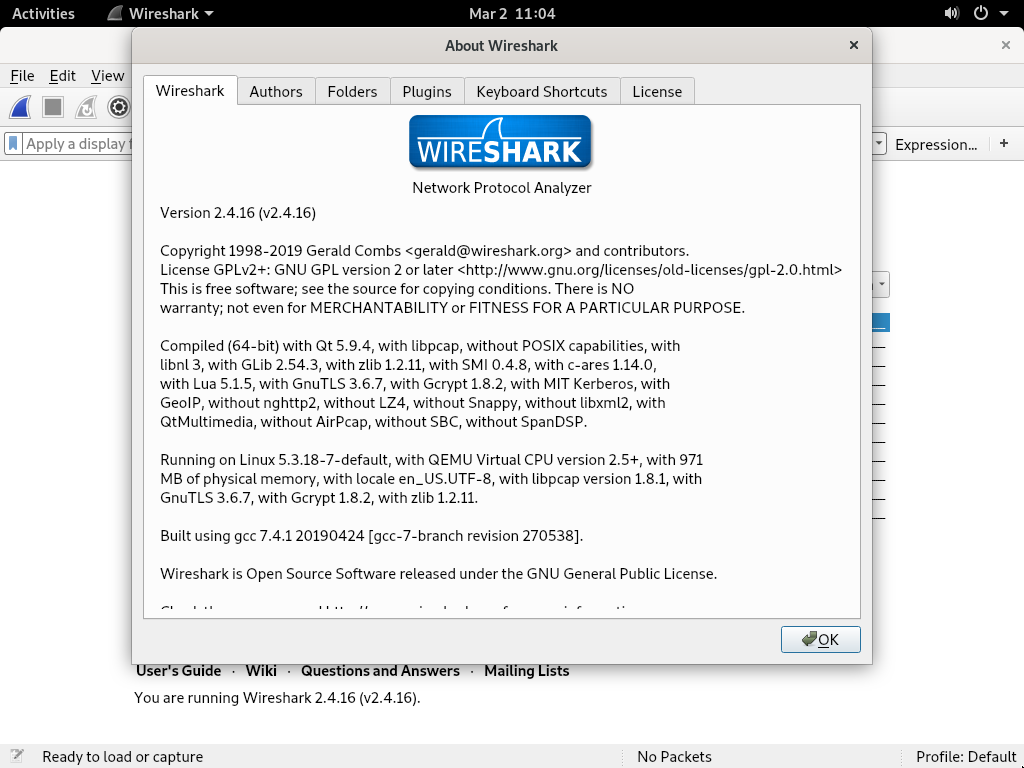 Activities Wireshark Mar 2 11:04
About Wireshark
File Edit View
Wireshark Authors Folders Plugins Keyboard Shortcuts License
Apply a display Expression... +
WIRESHARK
Network Protocol Analyzer
Version 2.4.16 (v2.4.16)
Copyright 1998-2019 Gerald Combs <gerald@wireshark.org> and contributors.
License GPLv2+: GNU GPL version 2 or later <http://www.gnu.org/licenses/old-licenses/gpl-2.0.html>
This is free software; see the source for copying conditions. There is NO
warranty; not even for MERCHANTABILITY or FITNESS FOR A PARTICULAR PURPOSE.
Compiled (64-bit) with Qt 5.9.4, with libpcap, without POSIX capabilities, with
libnl 3, with GLib 2.54.3, with zlib 1.2.11, with SMI 0.4.8, with c-ares 1.14.0,
with Lua 5.1.5, with GnuTLS 3.6.7, with Gcrypt 1.8.2, with MIT Kerberos, with
GeoIP, without nghttp2, without LZ4, without Snappy, without libxml2, with
QtMultimedia, without AirPcap, without SBC, without SpanDSP.
Running on Linux 5.3.18-7-default, with QEMU Virtual CPU version 2.5+, with 971
MB of physical memory, with locale en_US.UTF-8, with libpcap version 1.8.1, with
GnuTLS 3.6.7, with Gcrypt 1.8.2, with zlib 1.2.11.
Built using gcc 7.4.1 20190424 [gcc-7-branch revision 270538].
Wireshark is Open Source Software released under the GNU General Public License.
OK
User's Guide · Wiki · Questions and Answers · Mailing Lists
You are running Wireshark 2.4.16 (v2.4.16).
Ready to load or capture No Packets Profile: Default